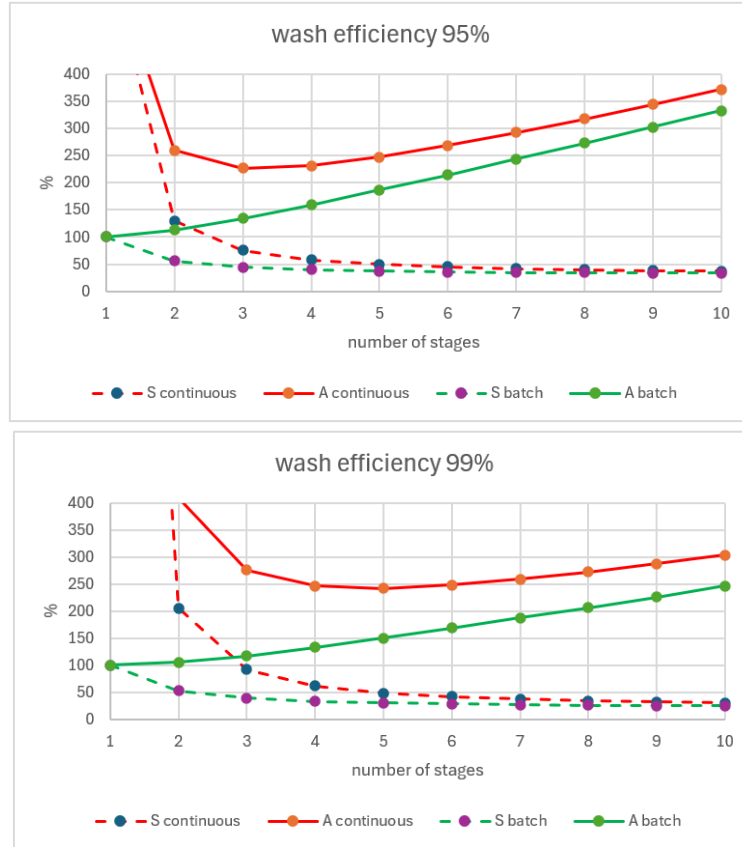 wash efficiency 95%
400
350
300
250
200
150
100
50
0
%
1 2 3 4 5 6 7 8 9 10
number of stages
S continuous A continuous S batch A batch
wash efficiency 99%
400
350
300
250
200
150
100
50
0
%
1 2 3 4 5 6 7 8 9 10
number of stages
S continuous A continuous S batch A batch